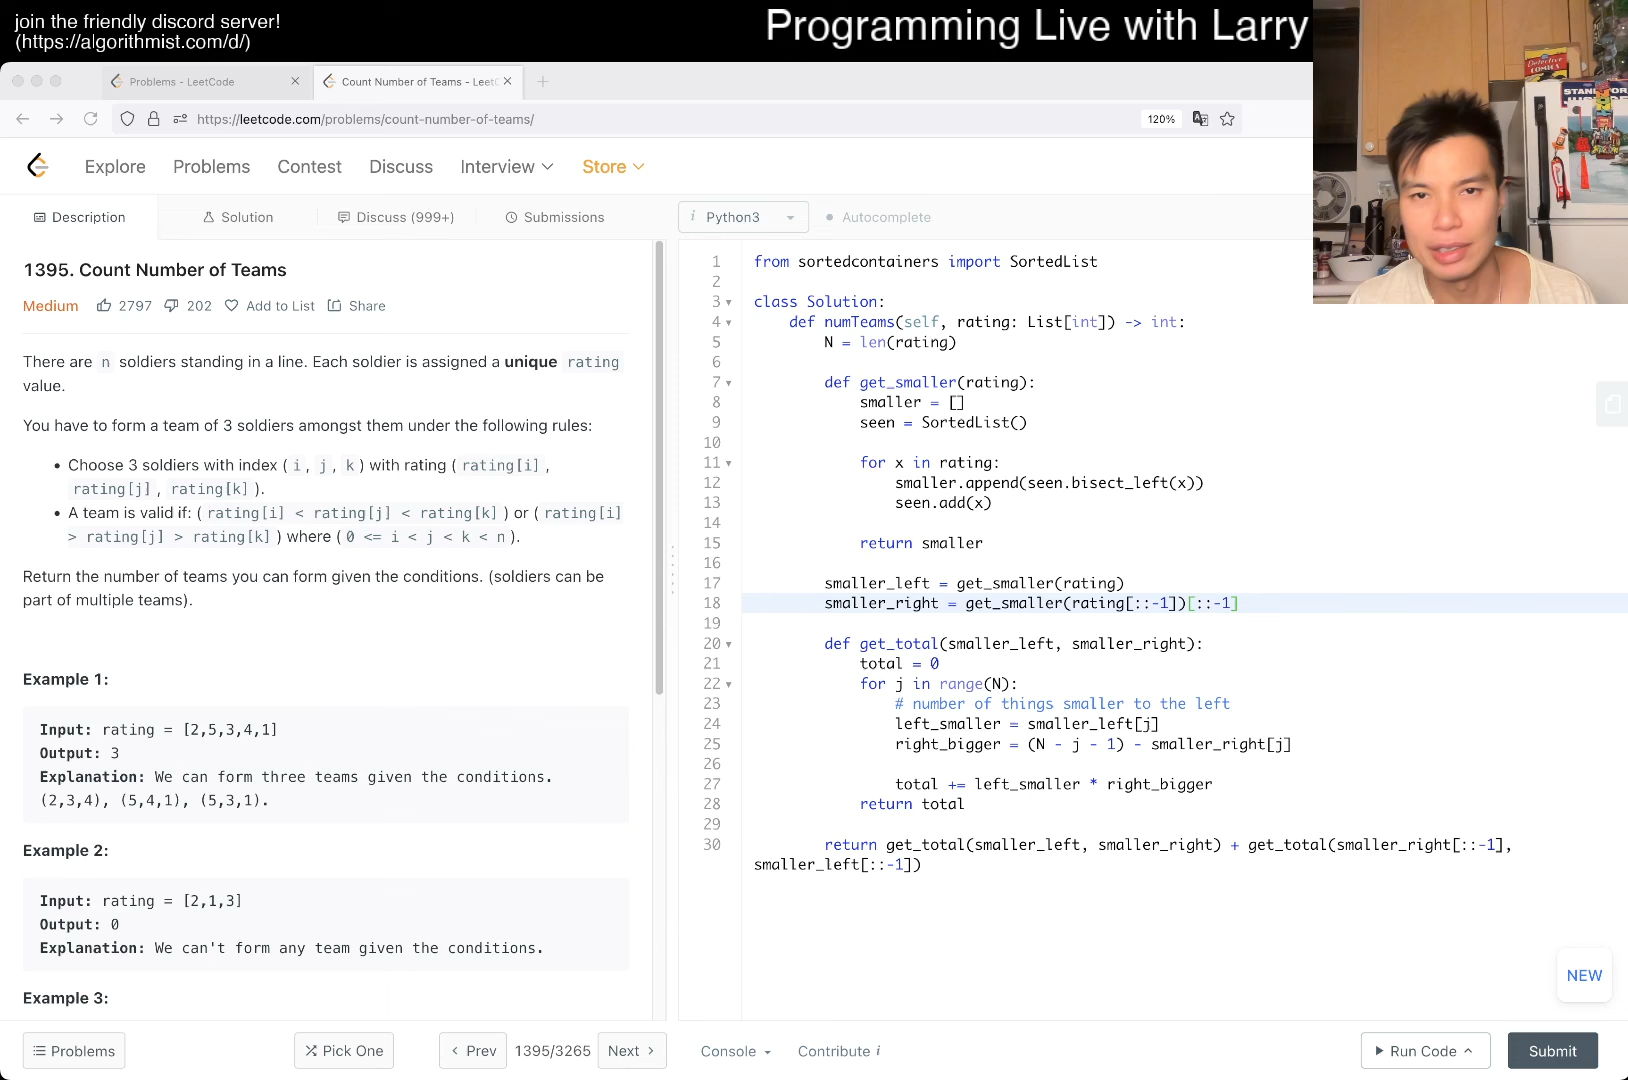 join the friendly discord server!
(https://algorithmist.com/d/)
Programming Live with Larry
Problems - LeetCode
Count Number of Teams - LeetC
https://leetcode.com/problems/count-number-of-teams/
120%
Explore Problems Contest Discuss Interview Store
Description Solution Discuss (999+) Submissions
i Python3 Autocomplete
1395. Count Number of Teams
Medium 2797 202 Add to List Share
There are n soldiers standing in a line. Each soldier is assigned a unique rating
value.
You have to form a team of 3 soldiers amongst them under the following rules:
• Choose 3 soldiers with index ( i , j , k ) with rating ( rating[i] ,
rating[j] , rating[k] ).
• A team is valid if: ( rating[i] < rating[j] < rating[k] ) or ( rating[i]
> rating[j] > rating[k] ) where ( 0 <= i < j < k < n ).
Return the number of teams you can form given the conditions. (soldiers can be
part of multiple teams).
Example 1:
Input: rating = [2,5,3,4,1]
Output: 3
Explanation: We can form three teams given the conditions.
(2,3,4), (5,4,1), (5,3,1).
Example 2:
Input: rating = [2,1,3]
Output: 0
Explanation: We can't form any team given the conditions.
Example 3:
1 from sortedcontainers import SortedList
2
3 class Solution:
4 def numTeams(self, rating: List[int]) -> int:
5 N = len(rating)
6
7 def get_smaller(rating):
8 smaller = []
9 seen = SortedList()
10
11 for x in rating:
12 smaller.append(seen.bisect_left(x))
13 seen.add(x)
14
15 return smaller
16
17 smaller_left = get_smaller(rating)
18 smaller_right = get_smaller(rating[::-1])[::-1]
19
20 def get_total(smaller_left, smaller_right):
21 total = 0
22 for j in range(N):
23 # number of things smaller to the left
24 left_smaller = smaller_left[j]
25 right_bigger = (N - j - 1) - smaller_right[j]
26
27 total += left_smaller * right_bigger
28 return total
29
30 return get_total(smaller_left, smaller_right) + get_total(smaller_right[::-1],
smaller_left[::-1])
NEW
Problems Pick One Prev 1395/3265 Next Console Contribute i Run Code Submit